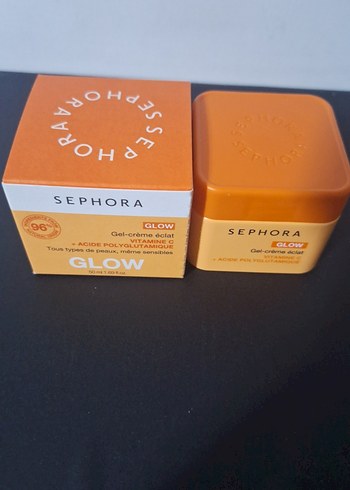 SEPHORA SEPHORA
SEPHORA
96%
GLOW
Gel-crème éclat
VITAMINE C
+ ACIDE POLYGLUTAMIQUE
Tous types de peaux, même sensibles
GLOW
SEPHORA
GLOW
Gel-crème éclat
VITAMINE C
+ ACIDE POLYGLUTAMIQUE